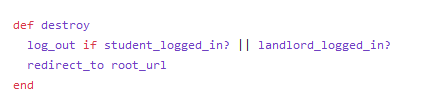 def destroy
  log_out if student_logged_in? || landlord_logged_in?
  redirect_to root_url
end